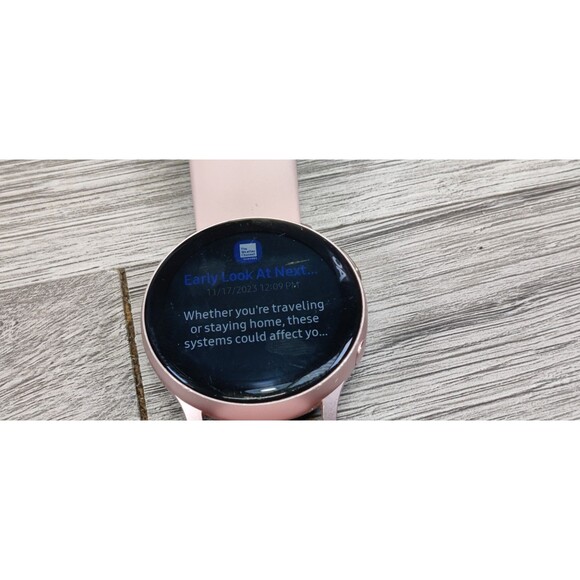 Early Look At Next...
11/17/2023 12:09 PM
Whether you're traveling
or staying home, these
systems could affect yo...